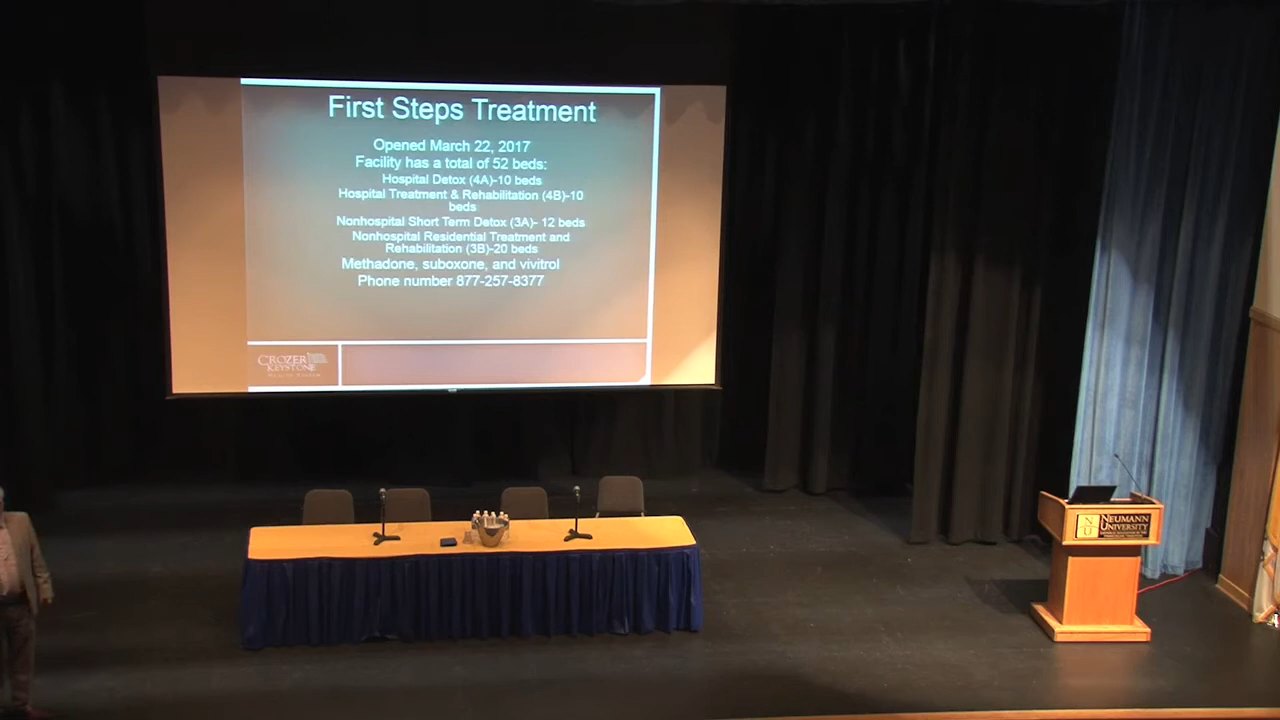 First Steps Treatment
Opened March 22, 2017
Facility has a total of 52 beds:
Hospital Detox (4A)-10 beds
Hospital Treatment & Rehabilitation (4B)-10
beds
Nonhospital Short Term Detox (3A)- 12 beds
Nonhospital Residential Treatment and
Rehabilitation (3B)-20 beds
Methadone, suboxone, and vivitrol
Phone number 877-257-8377
CROZER
KEYSTONE
NU
NEUMANN
UNIVERSITY